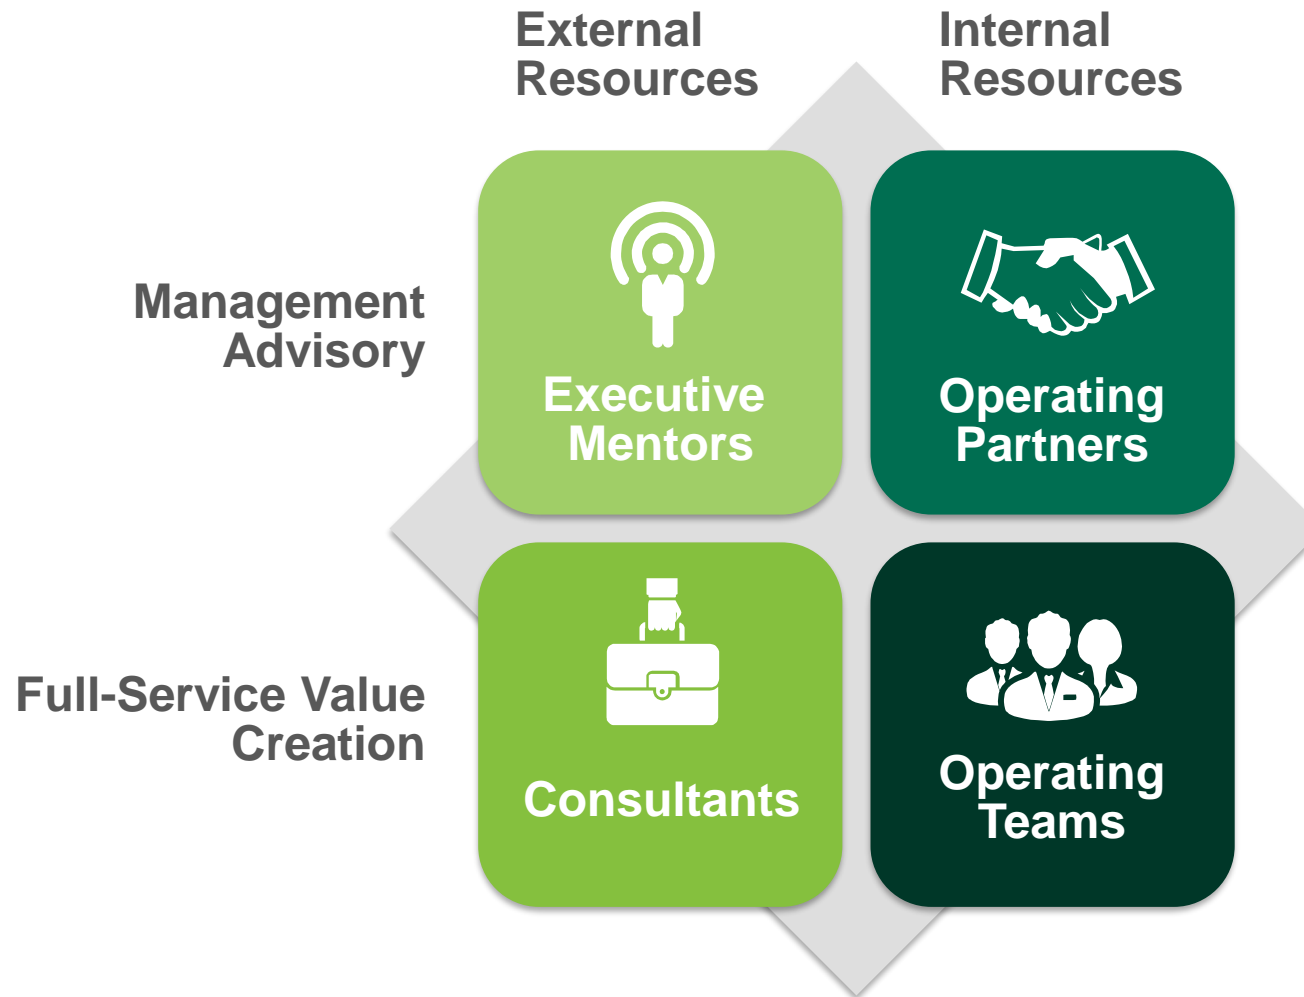 External
Resources
Internal
Resources
Management
Advisory
Executive
Mentors
Operating
Partners
Full-Service Value
Creation
Consultants
Operating
Teams